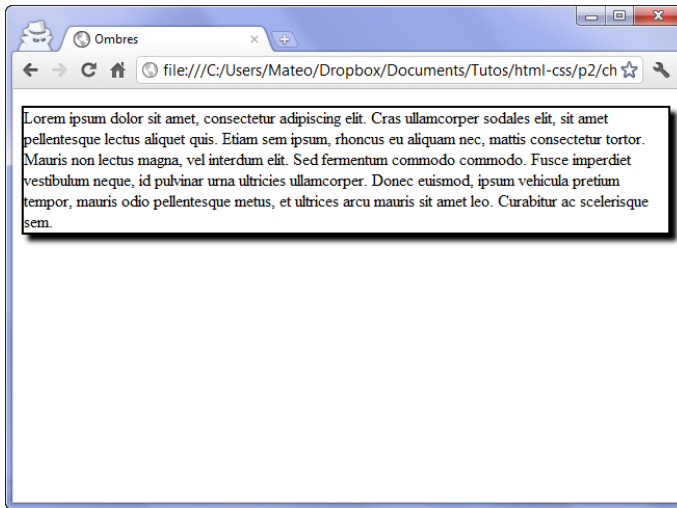 Ombres
file:///C:/Users/Mateo/Dropbox/Documents/Tutos/html-css/p2/ch
Lorem ipsum dolor sit amet, consectetur adipiscing elit. Cras ullamcorper sodales elit, sit amet
pellentesque lectus aliquet quis. Etiam sem ipsum, rhoncus eu aliquam nec, mattis consectetur tortor.
Mauris non lectus magna, vel interdum elit. Sed fermentum commodo commodo. Fusce imperdiet
vestibulum neque, id pulvinar urna ultricies ullamcorper. Donec euismod, ipsum vehicula pretium
tempor, mauris odio pellentesque metus, et ultrices arcu mauris sit amet leo. Curabitur ac scelerisque
sem.